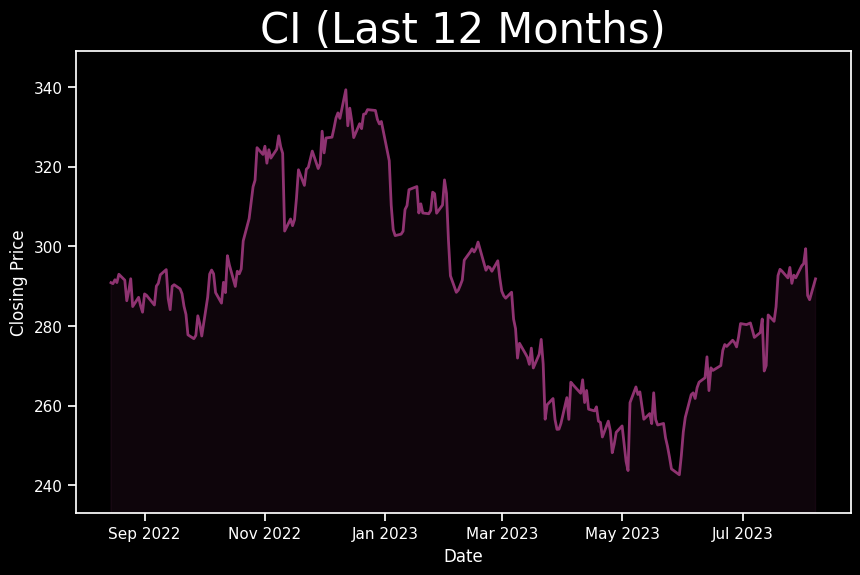 CI (Last 12 Months)
Closing Price
340
320
300
280
260
240
Sep 2022 Nov 2022 Jan 2023 Mar 2023 May 2023 Jul 2023
Date